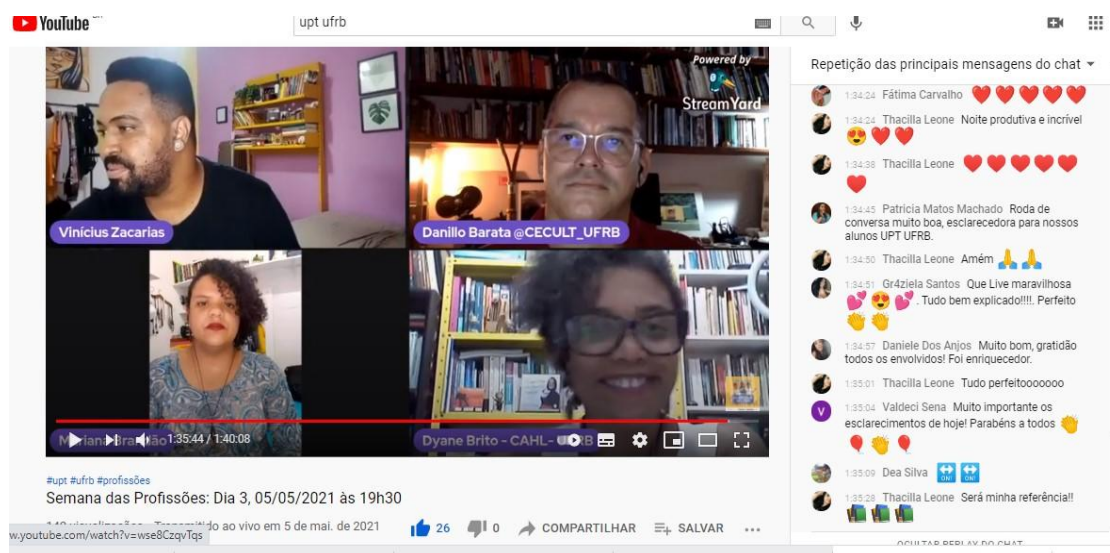 YouTube
upt ufrb
Powered by
StreamYard
Vinícius Zacarias
Danillo Barata @CECULT_UFRB
1:35:44 / 1:40:08
Dyane Brito - CAHL-
#upt #ufrb #profissões
Semana das Profissões: Dia 3, 05/05/2021 às 19h30
ao vivo em 5 de mai. de 2021
26
0
COMPARTILHAR
SALVAR
w.youtube.com/watch?v=wse8CzqvTqs
Repetição das principais mensagens do chat
1:34:24 Fátima Carvalho
1:34:24 Thacilla Leone Noite produtiva e incrível
1:34:38 Thacilla Leone
1:34:45 Patricia Matos Machado Roda de
conversa muito boa, esclarecedora para nossos
alunos UPT UFRB.
1:34:50 Thacilla Leone Amém
1:34:51 Gr4ziela Santos Que Live maravilhosa
. Tudo bem explicado!!!!. Perfeito
1:34:57 Daniele Dos Anjos Muito bom, gratidão
todos os envolvidos! Foi enriquecedor.
1:35:01 Thacilla Leone Tudo perfeitooooooo
V
1:35:04 Valdeci Sena Muito importante os
esclarecimentos de hoje! Parabéns a todos
1:35:09 Dea Silva
ON! ON!
1:35:28 Thacilla Leone Será minha referência!!
OCULTAR REPLAY DO CHAT